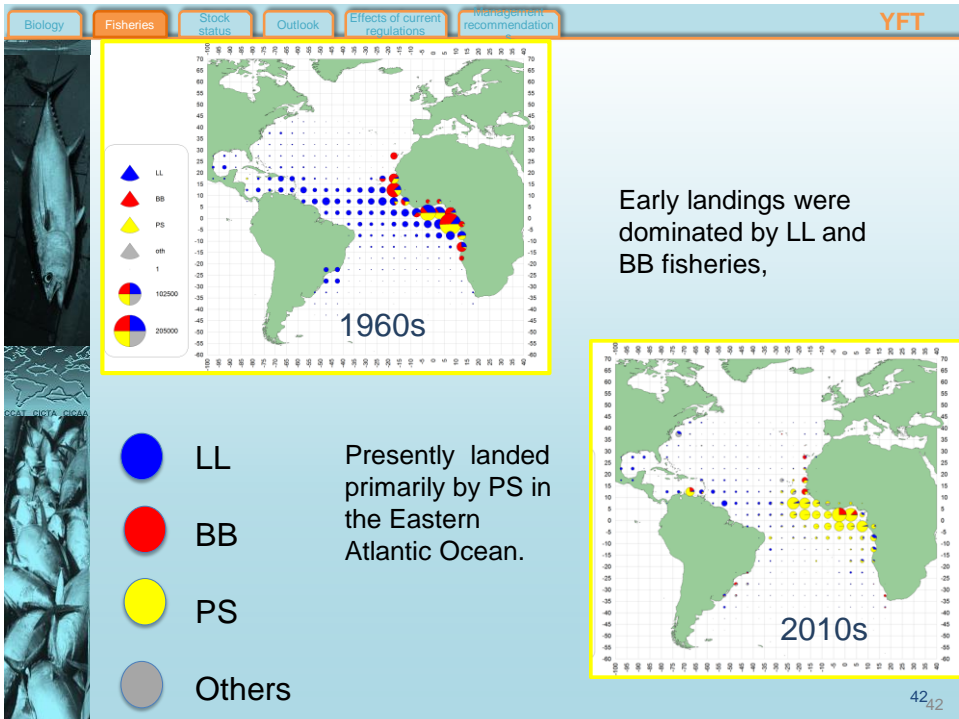 Biology
Fisheries
Stock
status
Outlook
Effects of current
regulations
Management
recommendation
s
YFT
LL
BB
PS
oth
1
102500
205000
1960s
Early landings were
dominated by LL and
BB fisheries,
CCAT CICTA CICAA
LL
BB
PS
Others
Presently landed
primarily by PS in
the Eastern
Atlantic Ocean.
2010s
42
42